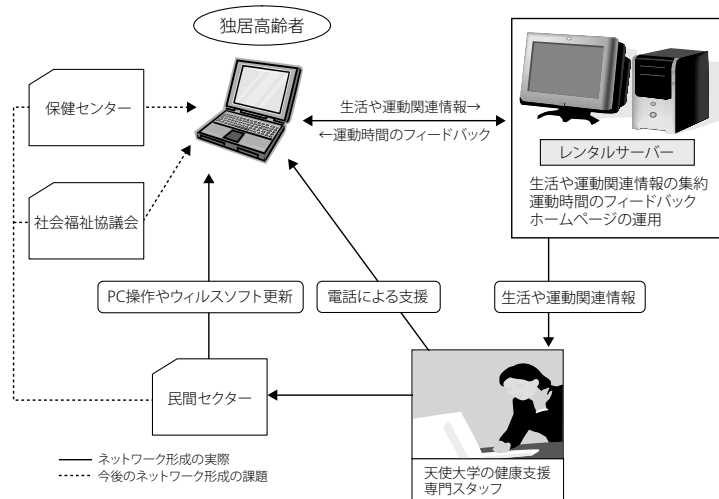 独居高齢者
保健センター
生活や運動関連情報→
←運動時間のフィードバック
レンタルサーバー
生活や運動関連情報の集約
運動時間のフィードバック
ホームページの運用
社会福祉協議会
PC操作やウィルスソフト更新
電話による支援
生活や運動関連情報
民間セクター
ネットワーク形成の実際
今後のネットワーク形成の課題
天使大学の健康支援
専門スタッフ